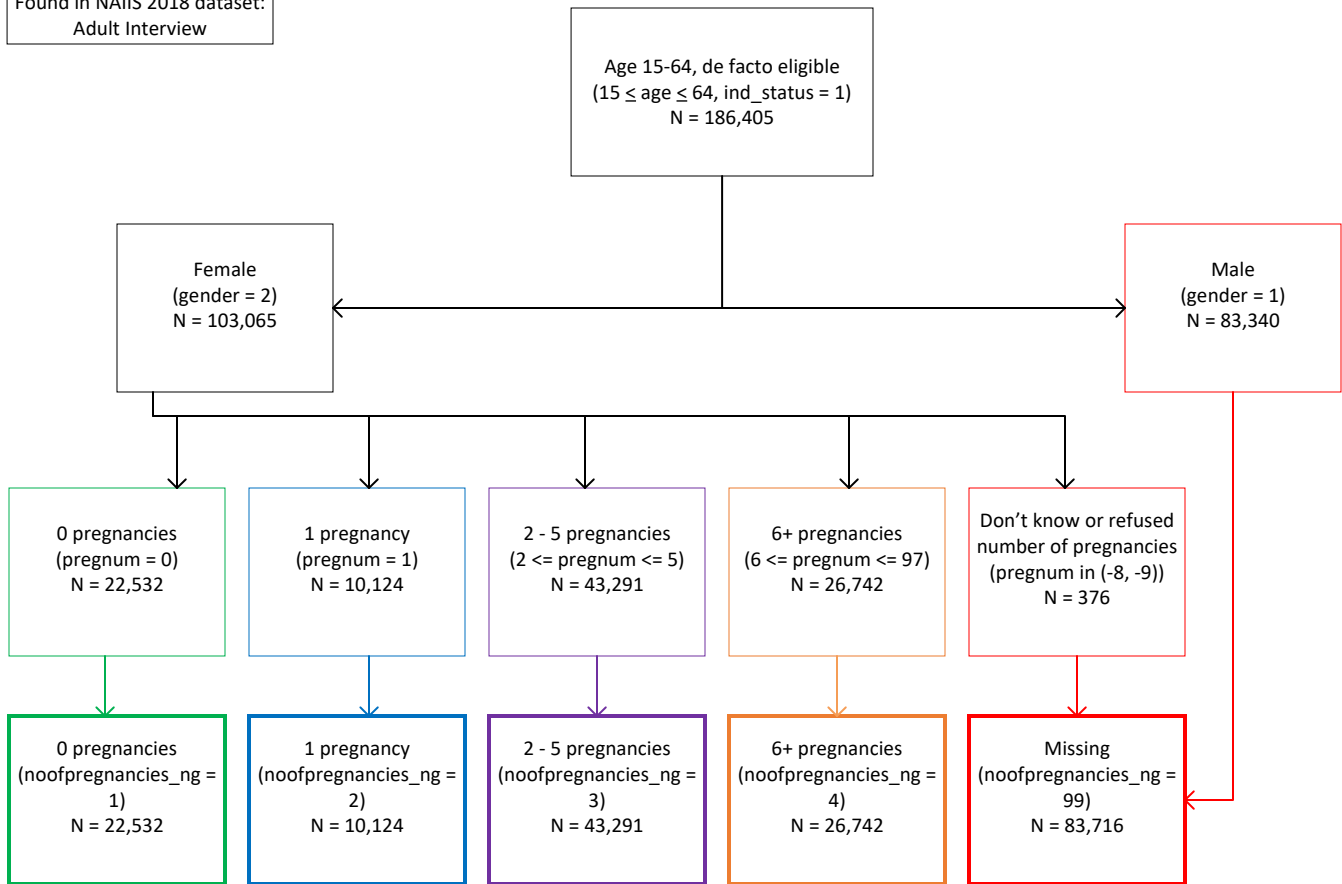 Found in NAIIS 2018 dataset:
Adult Interview
Age 15-64, de facto eligible
(15 ≤ age ≤ 64, ind_status = 1)
N = 186,405
Female
(gender = 2)
N = 103,065
Male
(gender = 1)
N = 83,340
0 pregnancies
(pregnum = 0)
N = 22,532
1 pregnancy
(pregnum = 1)
N = 10,124
2 - 5 pregnancies
(2 <= pregnum <= 5)
N = 43,291
6+ pregnancies
(6 <= pregnum <= 97)
N = 26,742
Don’t know or refused
number of pregnancies
(pregnum in (-8, -9))
N = 376
0 pregnancies
(noofpregnancies_ng =
1)
N = 22,532
1 pregnancy
(noofpregnancies_ng =
2)
N = 10,124
2 - 5 pregnancies
(noofpregnancies_ng =
3)
N = 43,291
6+ pregnancies
(noofpregnancies_ng =
4)
N = 26,742
Missing
(noofpregnancies_ng =
99)
N = 83,716